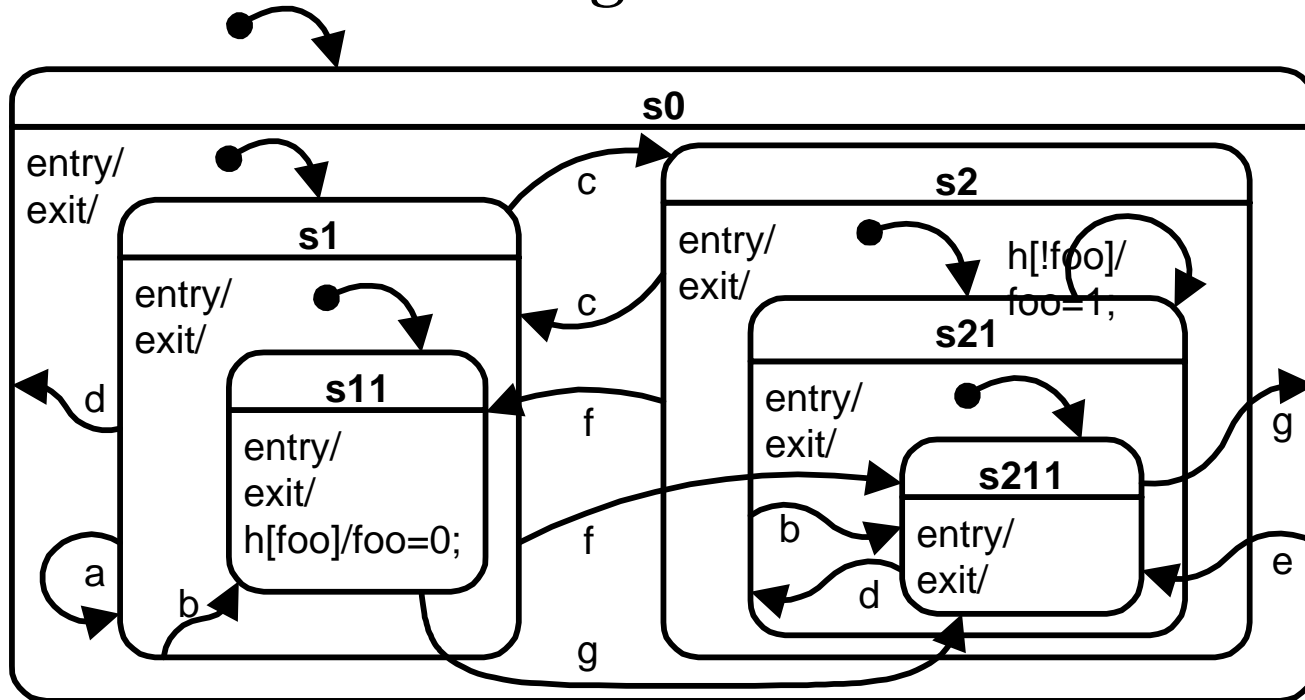 g
s0
entry/
exit/
s1
entry/
exit/
s11
entry/
exit/
h[foo]/foo=0;
d
a
b
c
c
f
f
g
s2
entry/
exit/
h[!foo]/
foo=1;
s21
entry/
exit/
s211
entry/
exit/
b
d
g
e